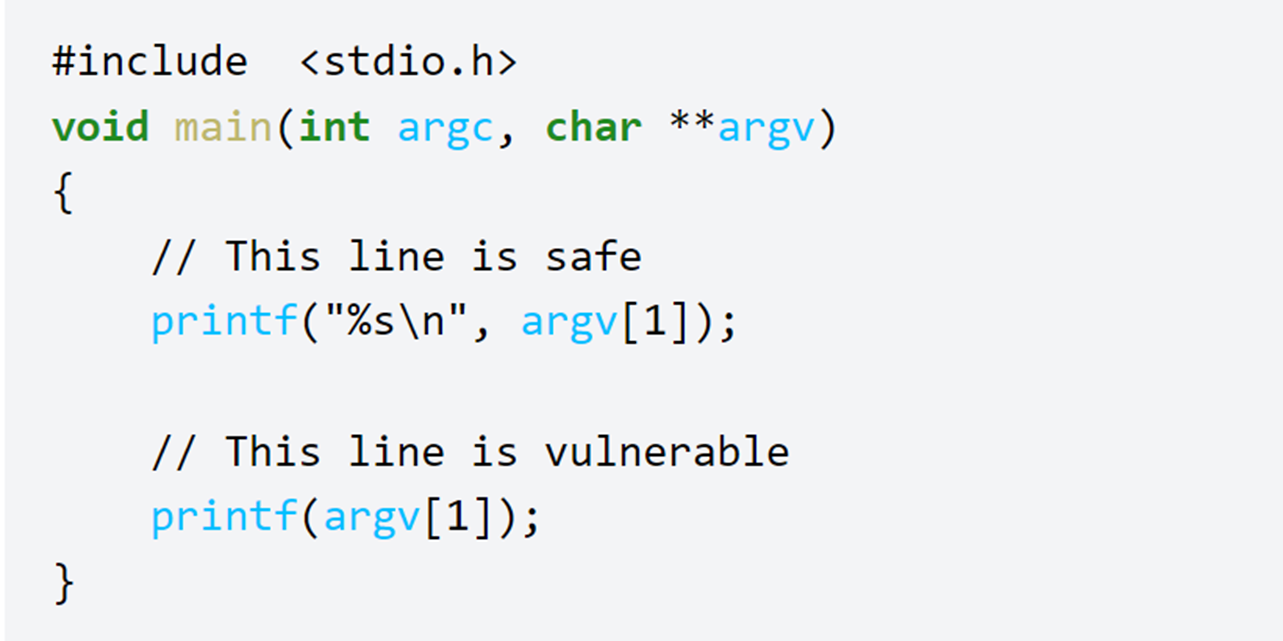 #include  <stdio.h>
void main(int argc, char **argv)
{
    // This line is safe
    printf("%s\n", argv[1]);

    // This line is vulnerable
    printf(argv[1]);
}